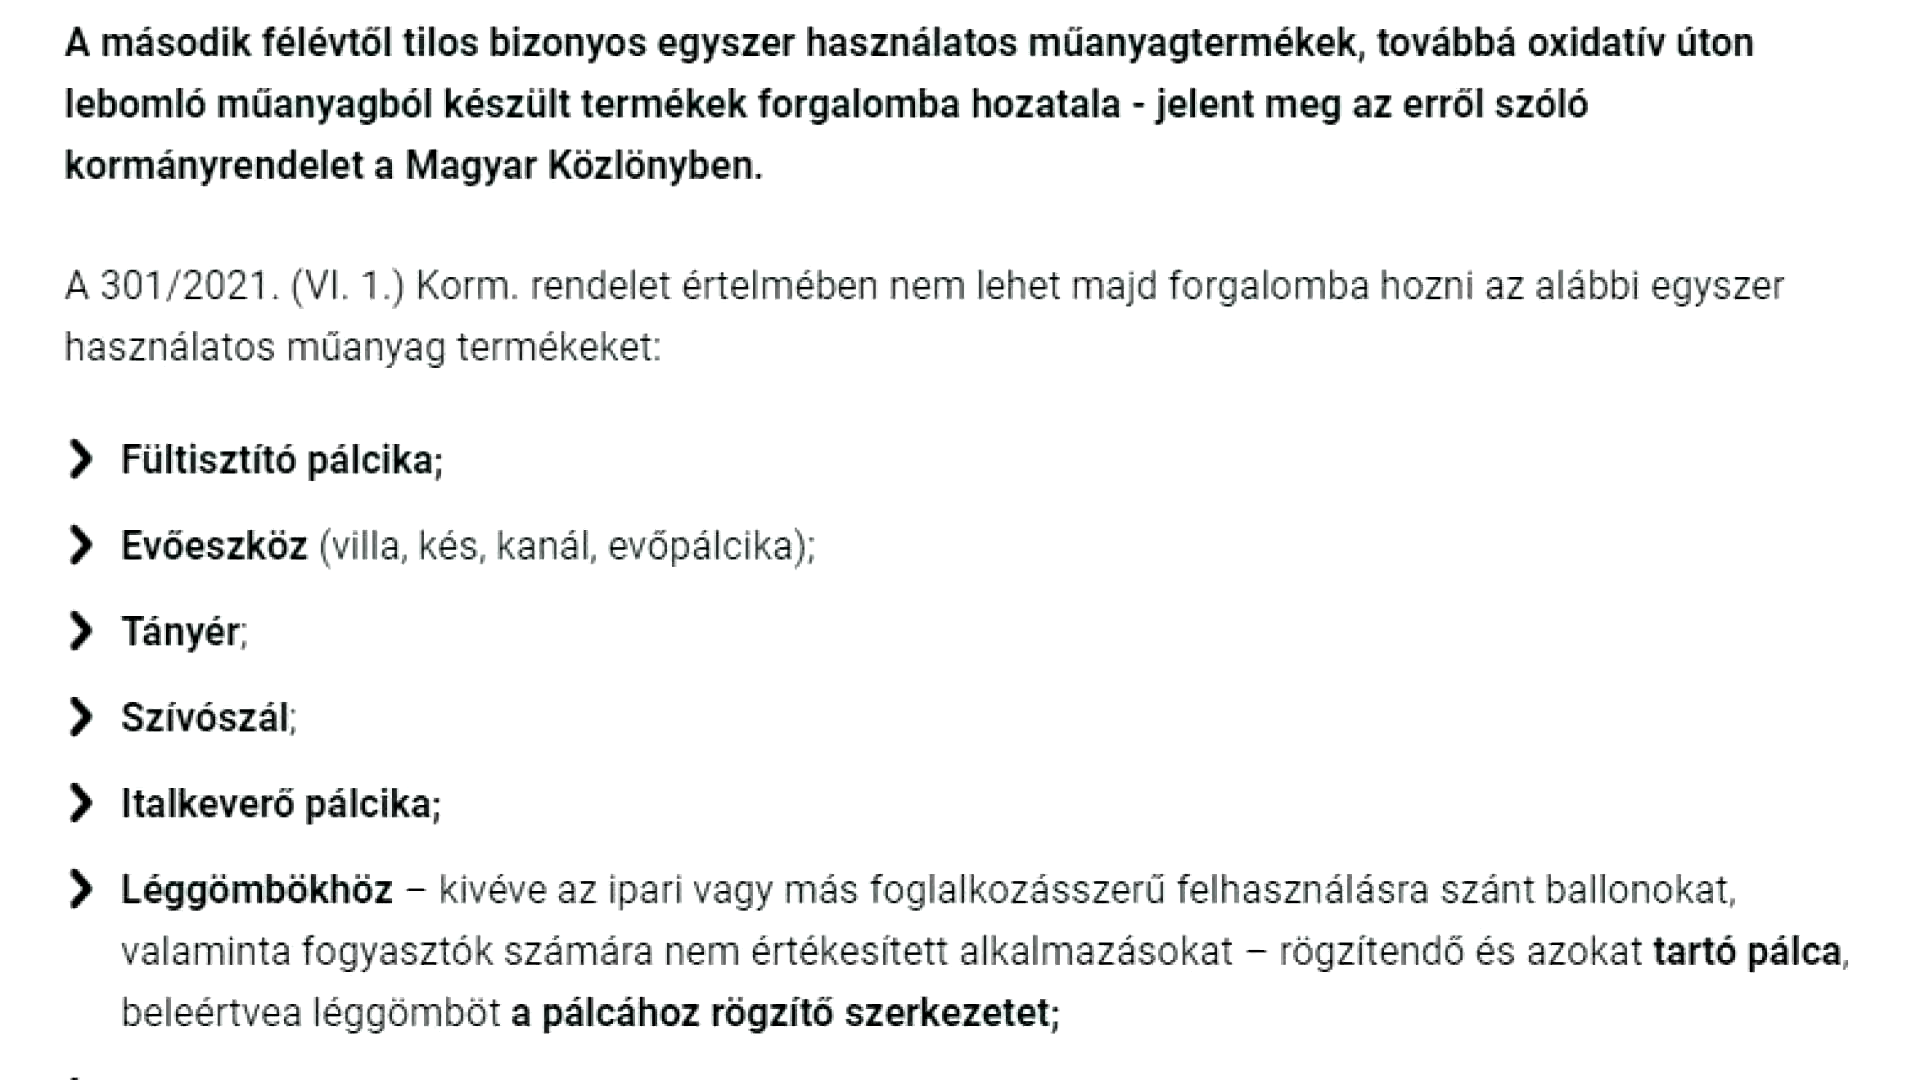 A második félévtől tilos bizonyos egyszer használatos műanyagtermékek, továbbá oxidatív úton
lebomló műanyagból készült termékek forgalomba hozatala - jelent meg az erről szóló
kormányrendelet a Magyar Közlönyben.
A 301/2021. (VI. 1.) Korm. rendelet értelmében nem lehet majd forgalomba hozni az alábbi egyszer
használatos műanyag termékeket:
Fültisztító pálcika;
Evőeszköz (villa, kés, kanál, evőpálcika);
Tányér;
Szívószál;
Italkeverő pálcika;
Léggömbökhöz – kivéve az ipari vagy más foglalkozásszerű felhasználásra szánt ballonokat,
valaminta fogyasztók számára nem értékesített alkalmazásokat – rögzítendő és azokat tartó pálca,
beleértvea léggömböt a pálcához rögzítő szerkezetet;